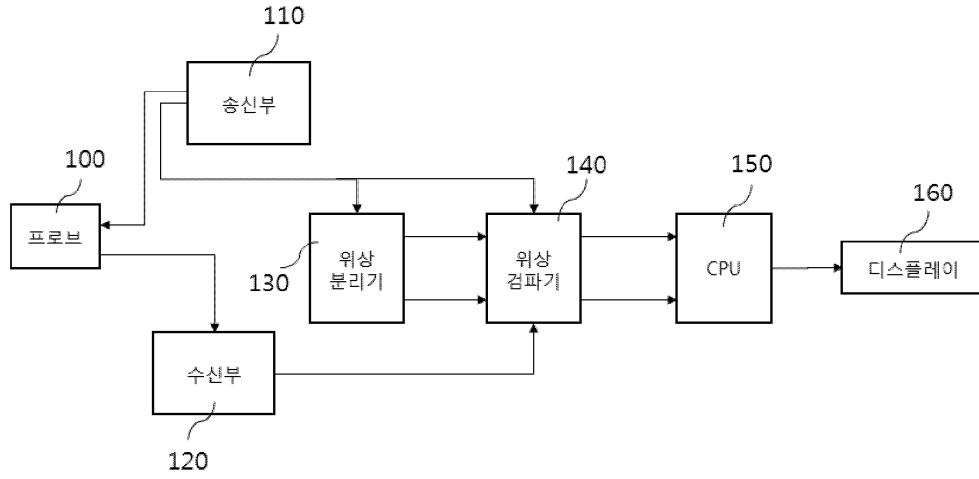 110
송신부
100
프로브
140
150
160
130
위상
분리기
위상
검파기
CPU
디스플레이
수신부
120